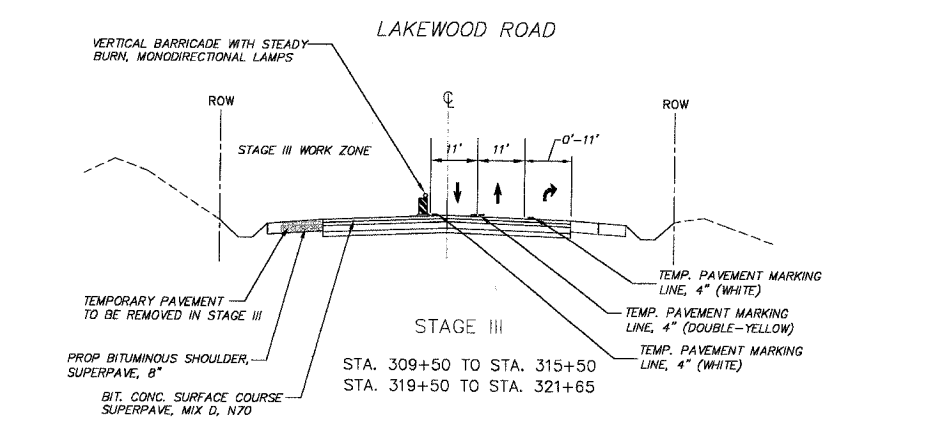 LAKEWOOD ROAD
VERTICAL BARRICADE WITH STEADY
BURN, MONODIRECTIONAL LAMPS
ROW
℄
ROW
STAGE III WORK ZONE
11'
11'
0'-11'
TEMP. PAVEMENT MARKING
LINE, 4" (WHITE)
TEMPORARY PAVEMENT
TO BE REMOVED IN STAGE III
TEMP. PAVEMENT MARKING
LINE, 4" (DOUBLE-YELLOW)
STAGE III
TEMP. PAVEMENT MARKING
LINE, 4" (WHITE)
PROP BITUMINOUS SHOULDER,
SUPERPAVE, 8"
STA. 309+50 TO STA. 315+50
STA. 319+50 TO STA. 321+65
BIT. CONC. SURFACE COURSE
SUPERPAVE, MIX D, N70